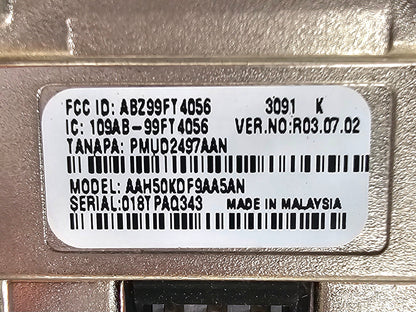 FCC ID: ABZ99FT4056 3091 K
IC: 109AB-99FT4056 VER.NO:R03.07.02
TANAPA: PMUD2497AAN
MODEL: AAH50KDF9AA5AN
SERIAL:018TPAQ343 MADE IN MALAYSIA